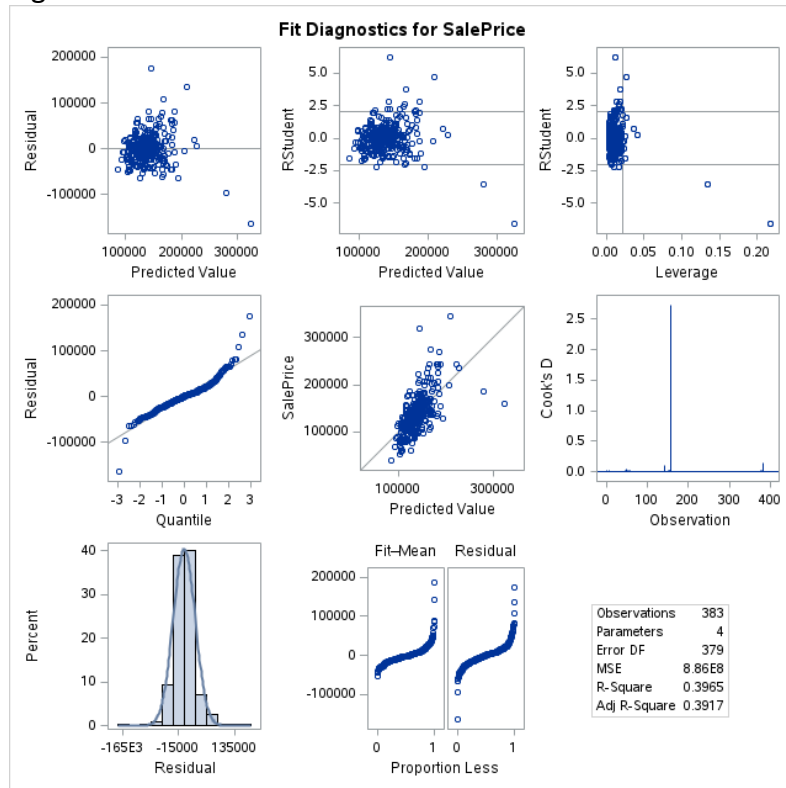 Fit Diagnostics for SalePrice
200000
100000
0
-100000
Residual
100000 200000 300000
Predicted Value
5.0
2.5
0.0
-2.5
-5.0
RStudent
100000 200000 300000
Predicted Value
5.0
2.5
0.0
-2.5
-5.0
RStudent
0.00 0.05 0.10 0.15 0.20
Leverage
200000
100000
0
-100000
Residual
-3 -2 -1 0 1 2 3
Quantile
300000
200000
100000
SalePrice
100000 300000
Predicted Value
2.5
2.0
1.5
1.0
0.5
0.0
Cook's D
0 100 200 300 400
Observation
40
30
20
10
0
Percent
-165E3 -15000 135000
Residual
Fit–Mean Residual
200000
100000
0
-100000
0 1 0 1
Proportion Less
Observations 383
Parameters 4
Error DF 379
MSE 8.86E8
R-Square 0.3965
Adj R-Square 0.3917